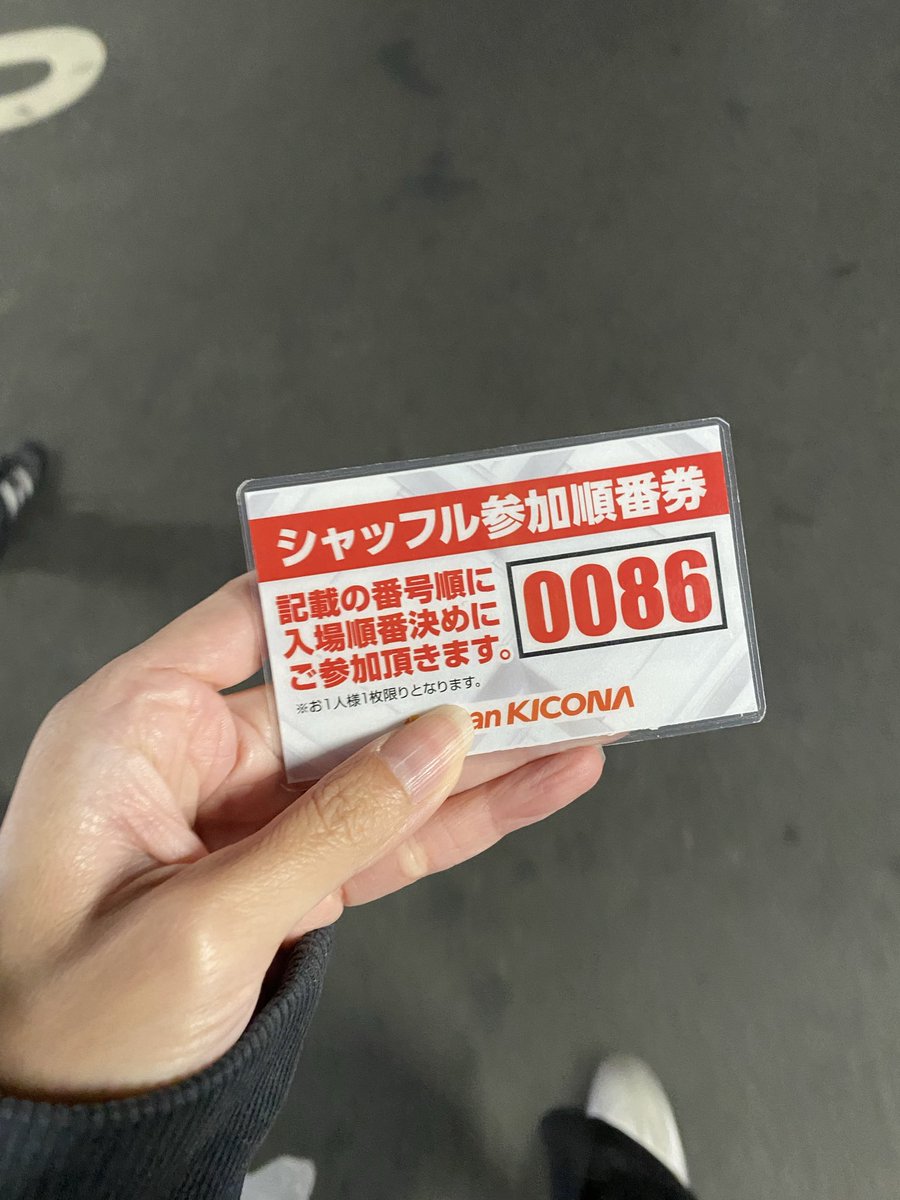 シャッフル参加順番券
記載の番号順に
入場順番決めに
ご参加頂きます。
0086
※お1人様1枚限りとなります。
an KICONA